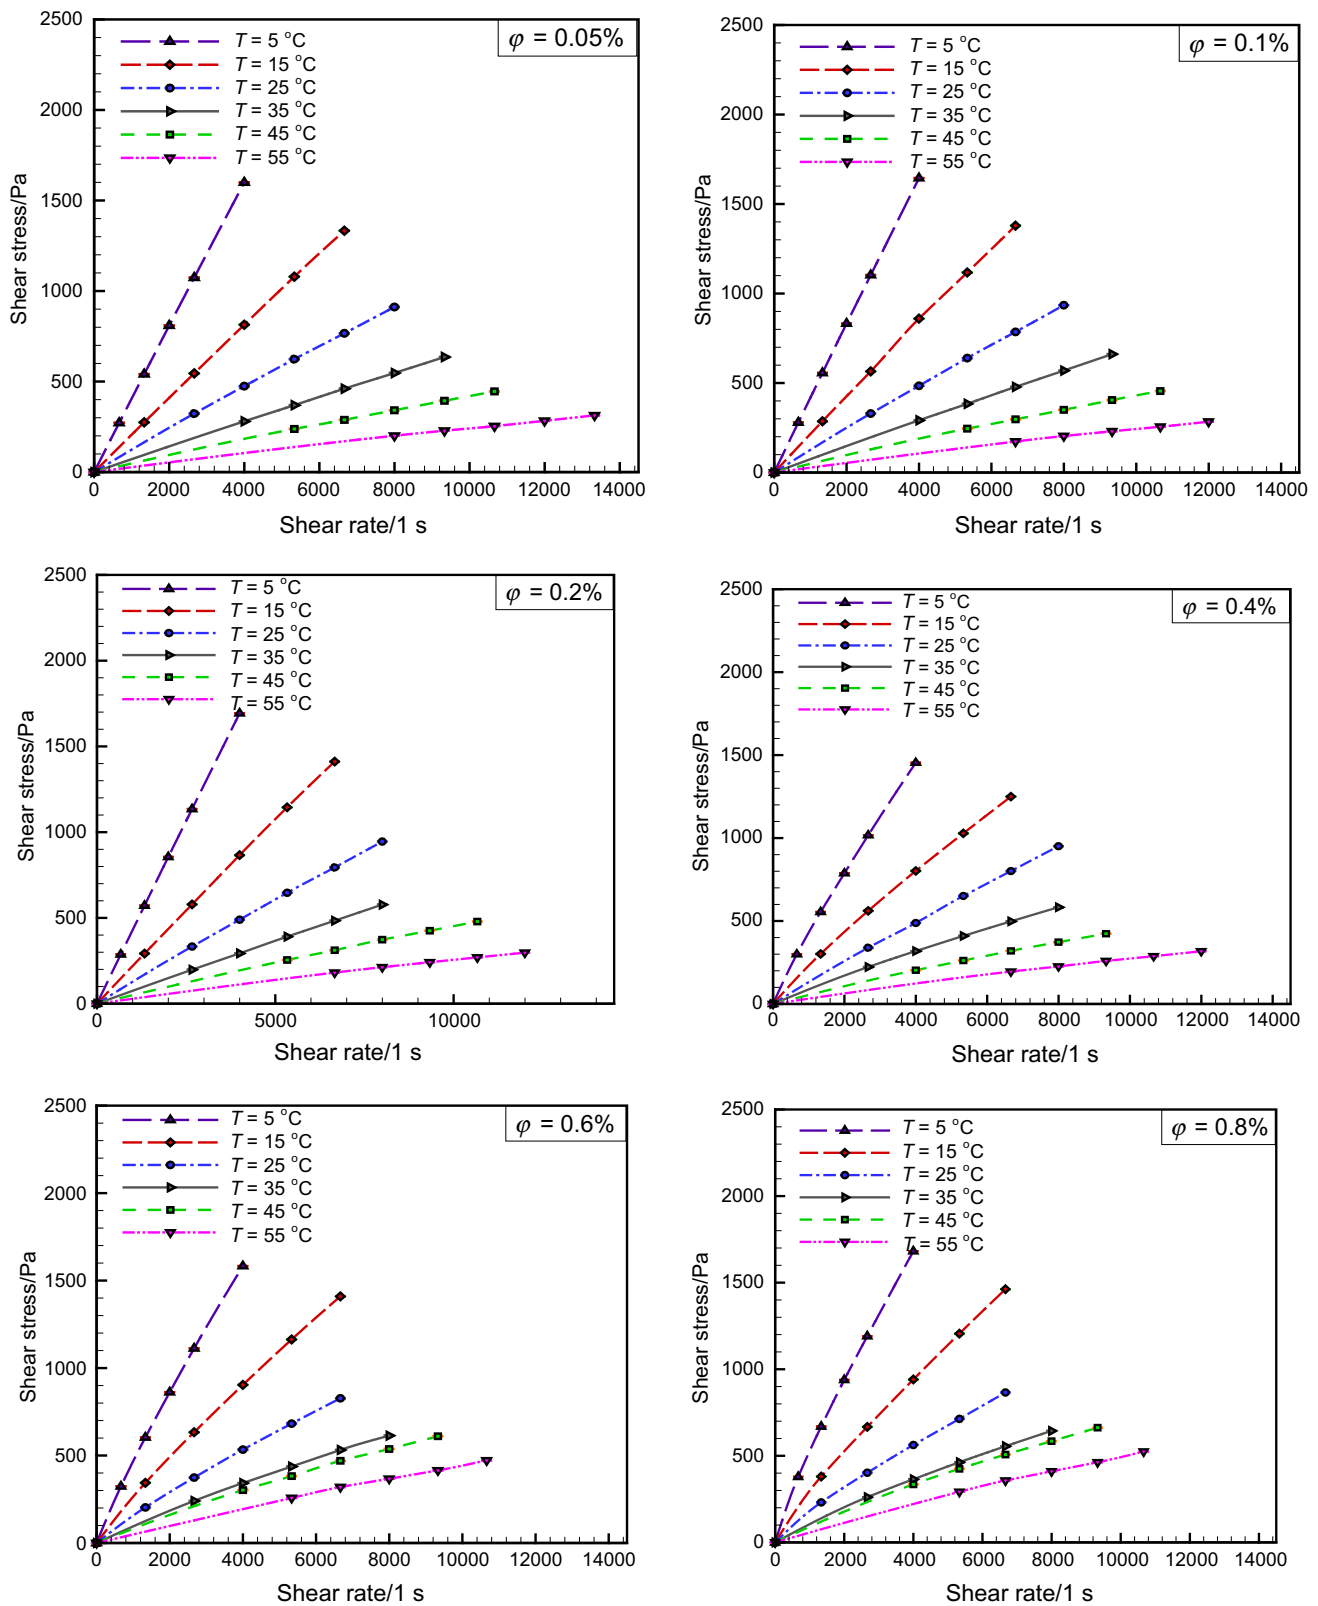 2500
2000
1500
1000
500
0
Shear stress/Pa
T = 5 °C
T = 15 °C
T = 25 °C
T = 35 °C
T = 45 °C
T = 55 °C
φ = 0.05%
0 2000 4000 6000 8000 10000 12000 14000
Shear rate/1 s
2500
2000
1500
1000
500
0
Shear stress/Pa
T = 5 °C
T = 15 °C
T = 25 °C
T = 35 °C
T = 45 °C
T = 55 °C
φ = 0.1%
0 2000 4000 6000 8000 10000 12000 14000
Shear rate/1 s
2500
2000
1500
1000
500
0
Shear stress/Pa
T = 5 °C
T = 15 °C
T = 25 °C
T = 35 °C
T = 45 °C
T = 55 °C
φ = 0.2%
0 5000 10000
Shear rate/1 s
2500
2000
1500
1000
500
0
Shear stress/Pa
T = 5 °C
T = 15 °C
T = 25 °C
T = 35 °C
T = 45 °C
T = 55 °C
φ = 0.4%
0 2000 4000 6000 8000 10000 12000 14000
Shear rate/1 s
2500
2000
1500
1000
500
0
Shear stress/Pa
T = 5 °C
T = 15 °C
T = 25 °C
T = 35 °C
T = 45 °C
T = 55 °C
φ = 0.6%
0 2000 4000 6000 8000 10000 12000 14000
Shear rate/1 s
2500
2000
1500
1000
500
0
Shear stress/Pa
T = 5 °C
T = 15 °C
T = 25 °C
T = 35 °C
T = 45 °C
T = 55 °C
φ = 0.8%
0 2000 4000 6000 8000 10000 12000 14000
Shear rate/1 s